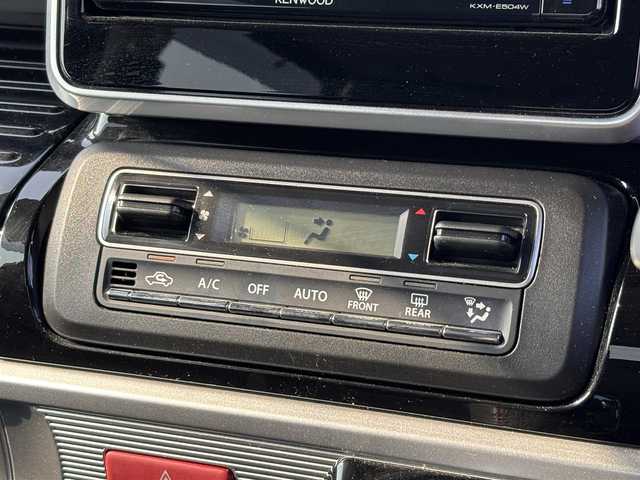 KENWOOD
KXM-E504W
A/C
OFF
AUTO
FRONT
REAR